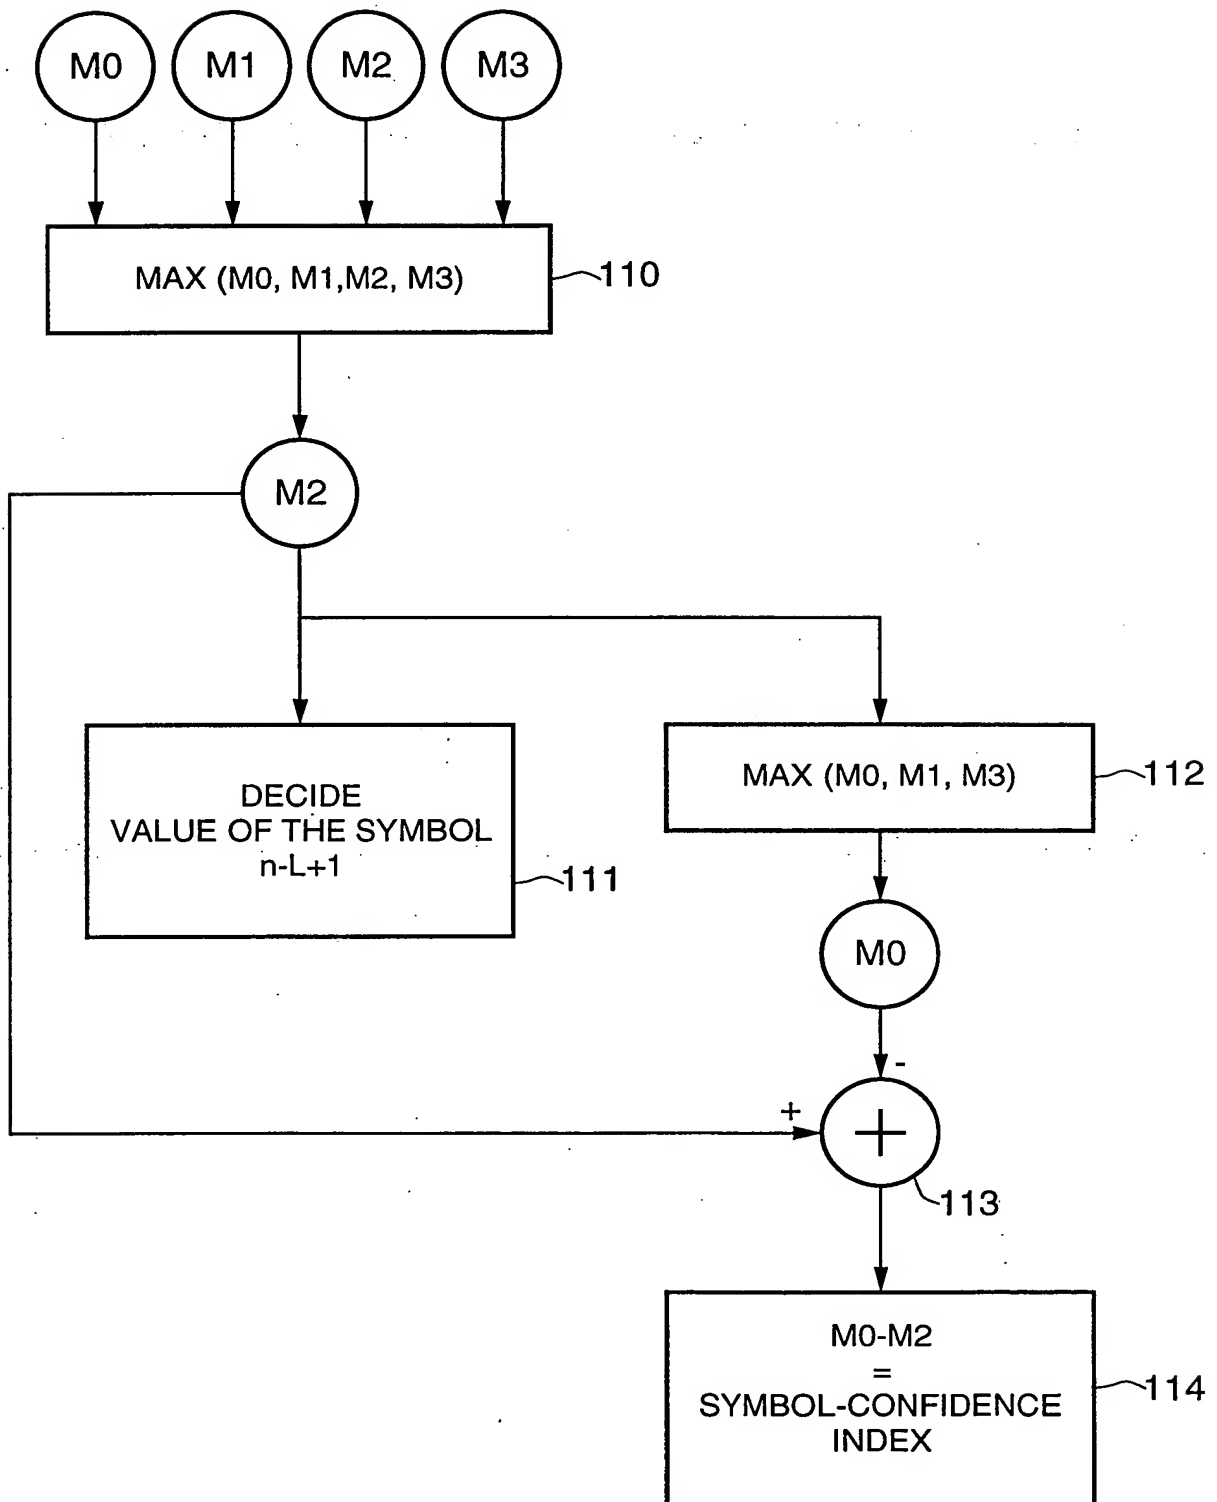 M0 M1 M2 M3
MAX (M0, M1,M2, M3)
110
M2
DECIDE
VALUE OF THE SYMBOL
n-L+1
111
MAX (M0, M1, M3)
112
M0
-
+
+
113
M0-M2
=
SYMBOL-CONFIDENCE
INDEX
114